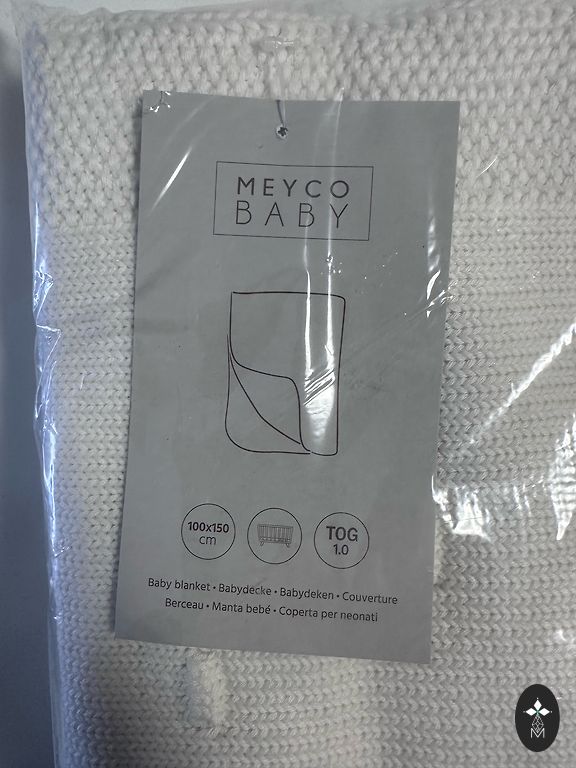 MEYCO
BABY
100x150
cm
TOG
1.0
Baby blanket • Babydecke • Babydeken • Couverture
Berceau • Manta bebé • Coperta per neonati
M